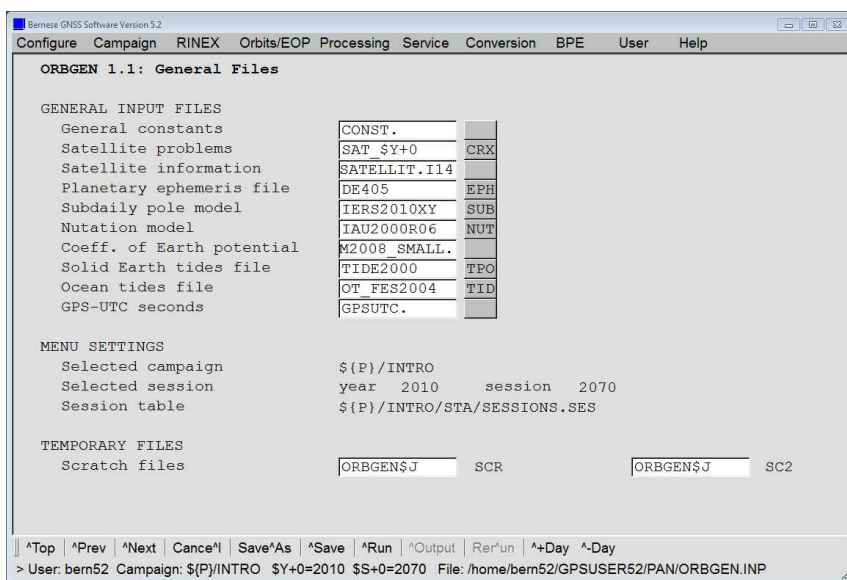 Bernese GNSS Software Version 5.2
Configure Campaign RINEX Orbits/EOP Processing Service Conversion BPE User Help
ORBGEN 1.1: General Files
GENERAL INPUT FILES
General constants CONST.
Satellite problems SAT_$Y+0 CRX
Satellite information SATELLIT.I14
Planetary ephemeris file DE405 EPH
Subdaily pole model IERS2010XY SUB
Nutation model IAU2000R06 NUT
Coeff. of Earth potential M2008_SMALL.
Solid Earth tides file TIDE2000 TPO
Ocean tides file OT_FES2004 TID
GPS-UTC seconds GPSUTC.
MENU SETTINGS
Selected campaign ${P}/INTRO
Selected session year 2010 session 2070
Session table ${P}/INTRO/STA/SESSIONS.SES
TEMPORARY FILES
Scratch files ORBGEN$J SCR ORBGEN$J SC2
^Top | ^Prev | ^Next | Cance^l | Save^As | ^Save | ^Run | ^Output | Rer^un | ^+Day ^-Day
> User: bern52 Campaign: ${P}/INTRO $Y+0=2010 $S+0=2070 File: /home/bern52/GPSUSER52/PAN/ORBGEN.INP